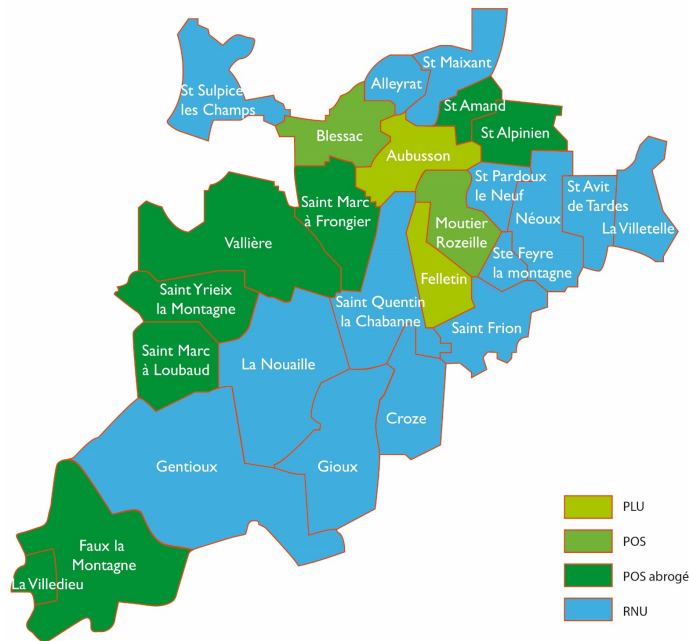 St Maixant
Alleyrat
St Sulpice
les Champs
St Amand
Blessac
St Alpinien
Aubusson
St Pardoux
le Neuf
St Avit
de Tardes
Saint Marc
à Frongier
Néoux
Moutier
Rozeille
La Villetelle
Vallière
Ste Feyre
la montagne
Felletin
Saint Yrieix
la Montagne
Saint Quentin
la Chabanne
Saint Frion
Saint Marc
à Loubaud
La Nouaille
Croze
Gentioux
Gioux
Faux la
Montagne
La Villedieu
PLU
POS
POS abrogé
RNU